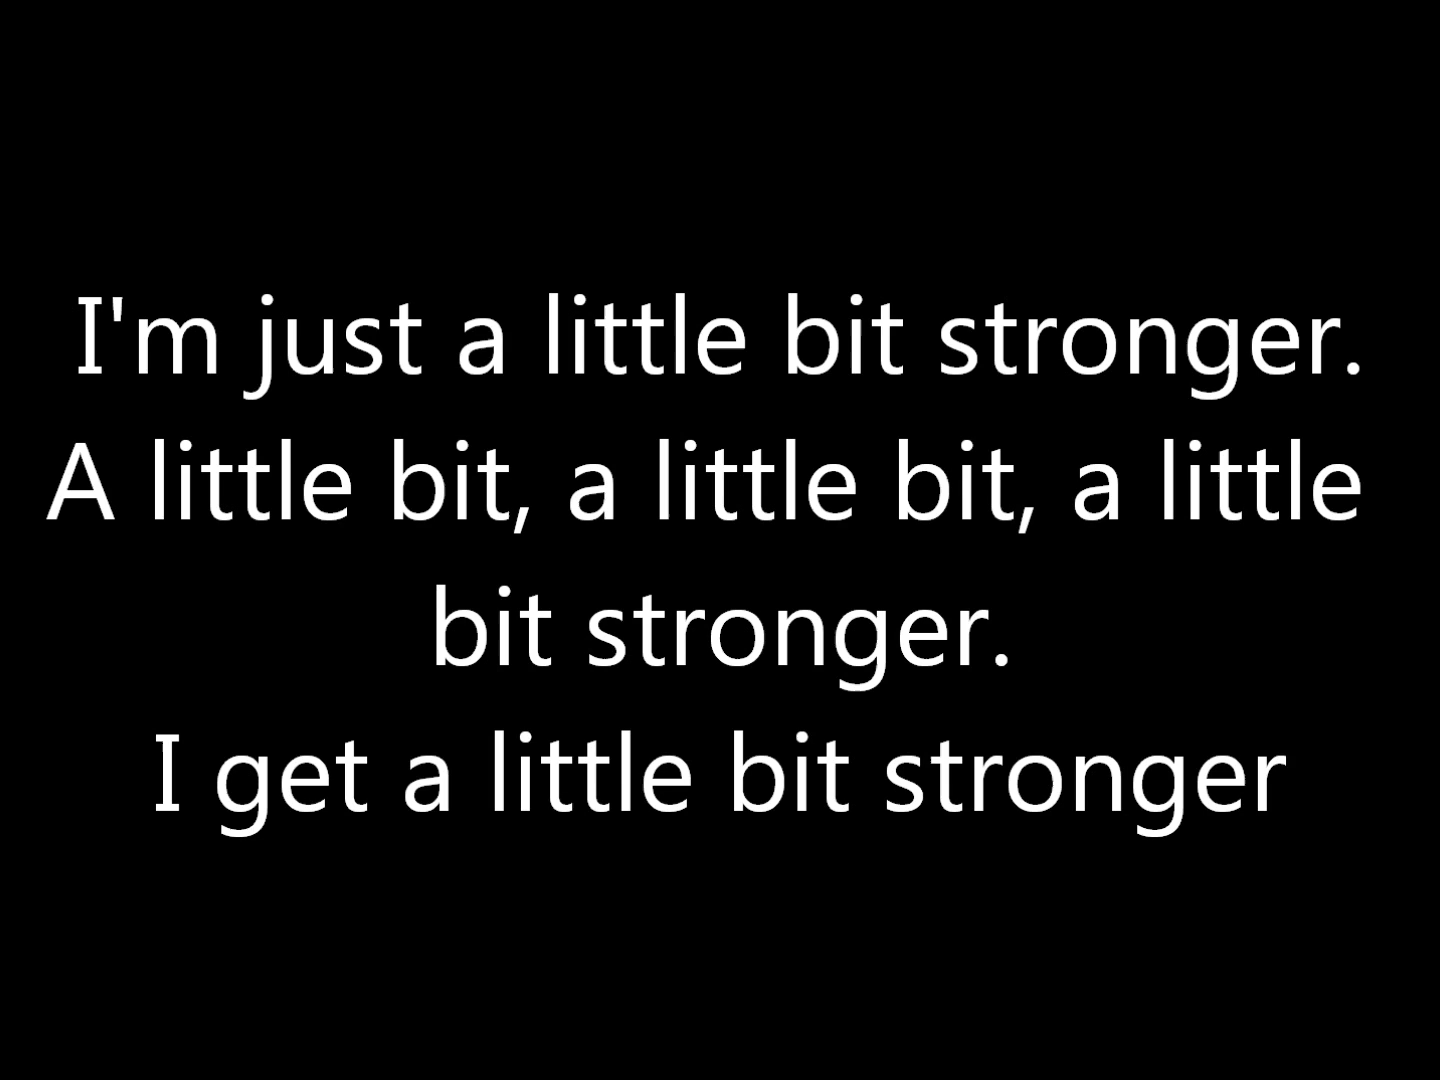 I'm just a little bit stronger.
A little bit, a little bit, a little
bit stronger.
I get a little bit stronger